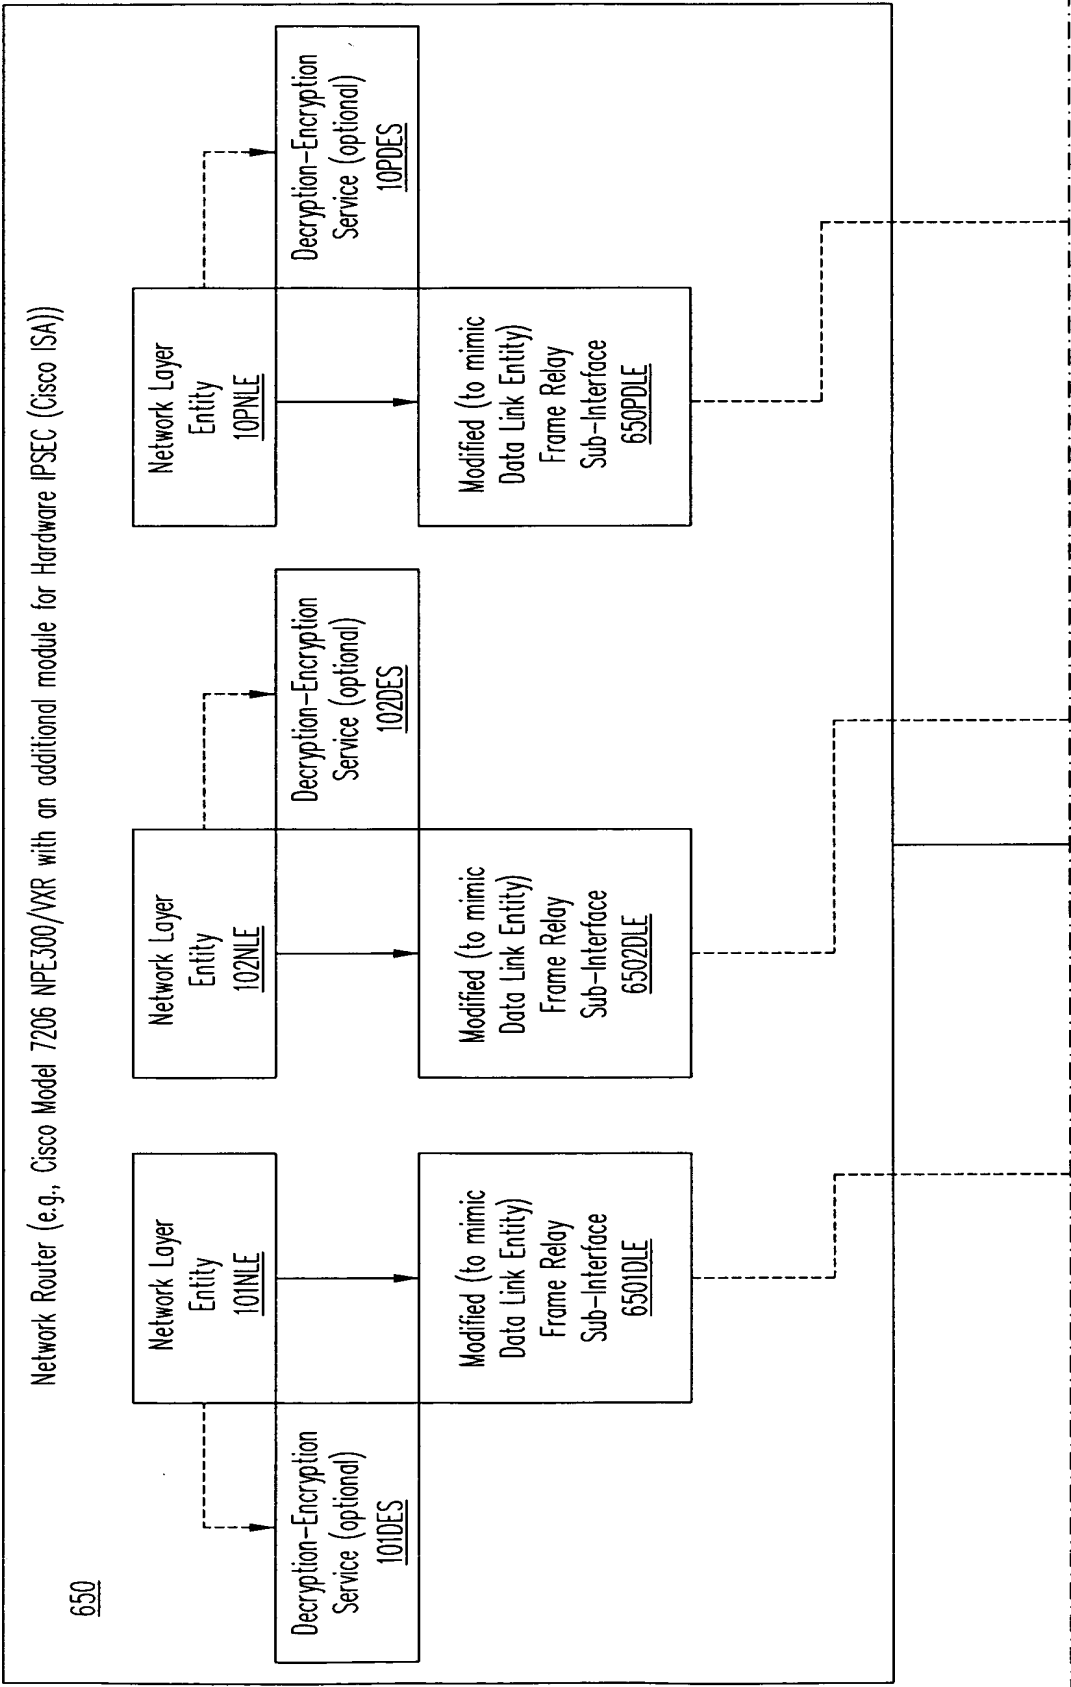 Network Router (e.g., Cisco Model 7206 NPE300/VXR with an additional module for Hardware IPSEC (Cisco ISA))
650
Network Layer
Entity
101NLE
Decryption-Encryption
Service (optional)
101DES
Modified (to mimic
Data Link Entity)
Frame Relay
Sub-Interface
6501DLE
Network Layer
Entity
102NLE
Decryption-Encryption
Service (optional)
102DES
Modified (to mimic
Data Link Entity)
Frame Relay
Sub-Interface
6502DLE
Network Layer
Entity
10PNLE
Decryption-Encryption
Service (optional)
10PDES
Modified (to mimic
Data Link Entity)
Frame Relay
Sub-Interface
650PDLE